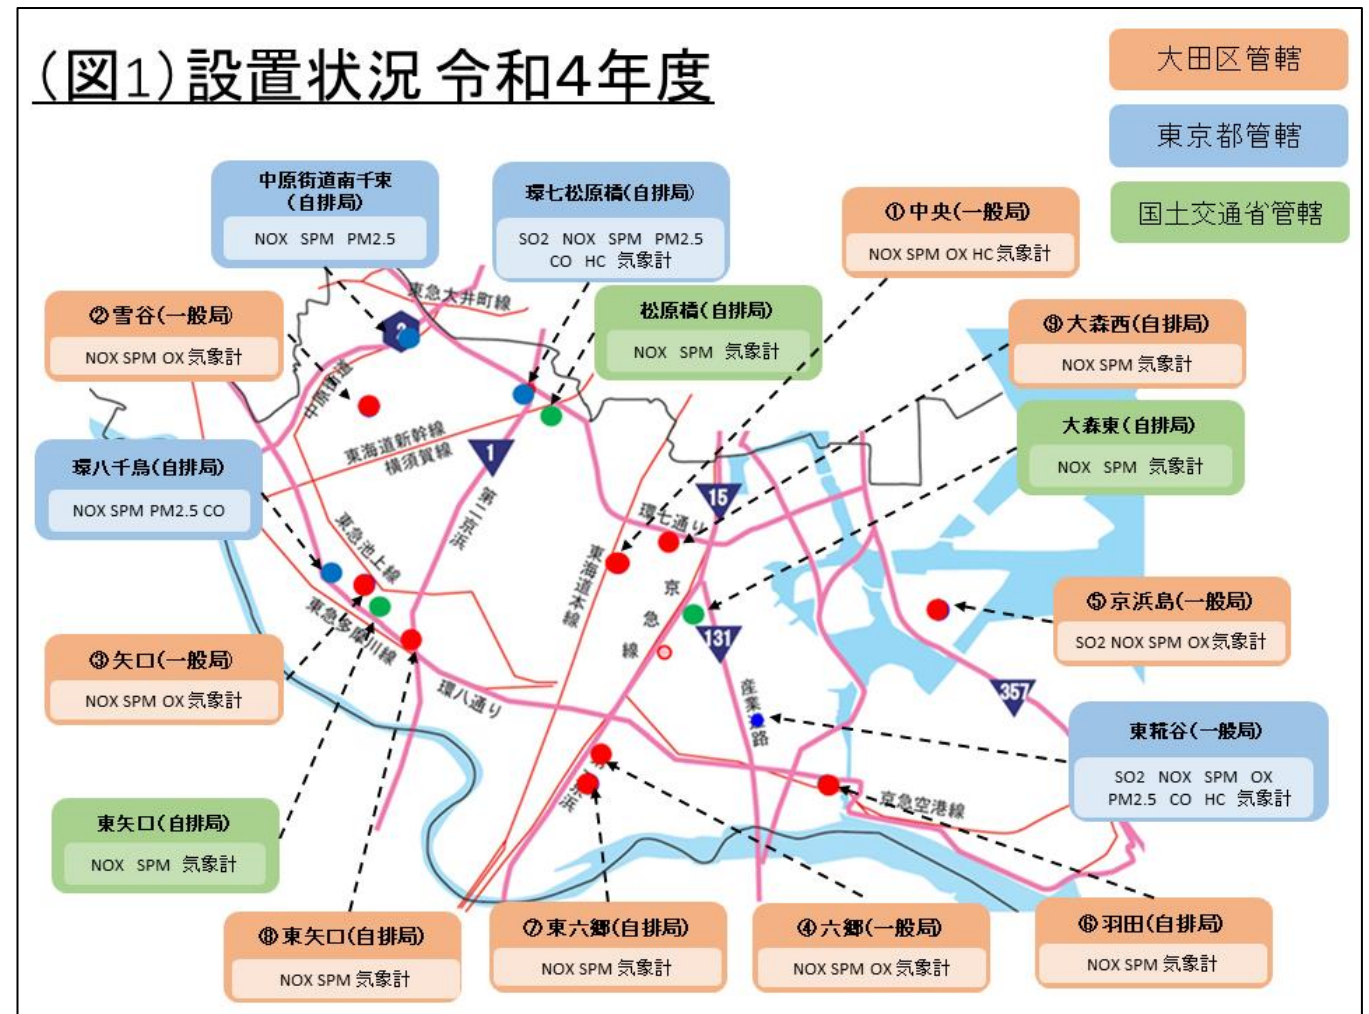 (図1)設置状況 令和4年度
大田区管轄
東京都管轄
国土交通省管轄
中原街道南千束
(自排局)
NOX SPM PM2.5
環七松原橋(自排局)
SO2 NOX SPM PM2.5
CO HC 気象計
①中央(一般局)
NOX SPM OX HC 気象計
②雪谷(一般局)
NOX SPM OX 気象計
松原橋(自排局)
NOX SPM 気象計
⑨大森西(自排局)
NOX SPM 気象計
大森東(自排局)
NOX SPM 気象計
環八千鳥(自排局)
NOX SPM PM2.5 CO
⑤京浜島(一般局)
SO2 NOX SPM OX 気象計
③矢口(一般局)
NOX SPM OX 気象計
東糀谷(一般局)
SO2 NOX SPM OX
PM2.5 CO HC 気象計
東矢口(自排局)
NOX SPM 気象計
⑧東矢口(自排局)
NOX SPM 気象計
⑦東六郷(自排局)
NOX SPM 気象計
④六郷(一般局)
NOX SPM OX 気象計
⑥羽田(自排局)
NOX SPM 気象計
東急大井町線
中原街道
東海道新幹線
横須賀線
1
第二京浜
15
環七通り
東急池上線
東海道本線
京急線
東急多摩川線
131
環八通り
産業道路
357
京浜
京急空港線